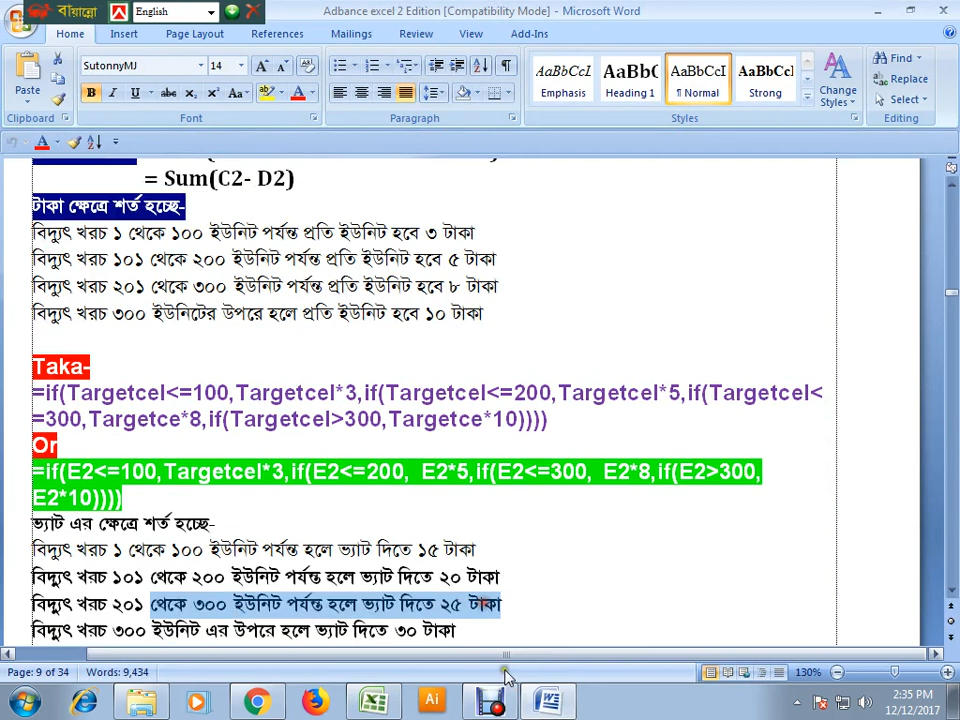 বায়ান্নো English Adbance excel 2 Edition [Compatibility Mode] - Microsoft Word
Home Insert Page Layout References Mailings Review View Add-Ins
SutonnyMJ 14 Find
Replace
Paste Select
AaBbCcI AaBb(C AaBbCcI AaBbCcl
Emphasis Heading 1 ¶ Normal Strong Change Styles
Clipboard Font Paragraph Styles Editing
= Sum(C2- D2)
টাকা ক্ষেত্রে শর্ত হচ্ছে-
বিদ্যুৎ খরচ ১ থেকে ১০০ ইউনিট পর্যন্ত প্রতি ইউনিট হবে ৩ টাকা
বিদ্যুৎ খরচ ১০১ থেকে ২০০ ইউনিট পর্যন্ত প্রতি ইউনিট হবে ৫ টাকা
বিদ্যুৎ খরচ ২০১ থেকে ৩০০ ইউনিট পর্যন্ত প্রতি ইউনিট হবে ৮ টাকা
বিদ্যুৎ খরচ ৩০০ ইউনিটের উপরে হলে প্রতি ইউনিট হবে ১০ টাকা
Taka-
=if(Targetcel<=100,Targetcel*3,if(Targetcel<=200,Targetcel*5,if(Targetcel<
=300,Targetce*8,if(Targetcel>300,Targetce*10))))
Or
=if(E2<=100,Targetcel*3,if(E2<=200, E2*5,if(E2<=300, E2*8,if(E2>300,
E2*10))))
ভ্যাট এর ক্ষেত্রে শর্ত হচ্ছে-
বিদ্যুৎ খরচ ১ থেকে ১০০ ইউনিট পর্যন্ত হলে ভ্যাট দিতে ১৫ টাকা
বিদ্যুৎ খরচ ১০১ থেকে ২০০ ইউনিট পর্যন্ত হলে ভ্যাট দিতে ২০ টাকা
বিদ্যুৎ খরচ ২০১ থেকে ৩০০ ইউনিট পর্যন্ত হলে ভ্যাট দিতে ২৫ টাকা
বিদ্যুৎ খরচ ৩০০ ইউনিট এর উপরে হলে ভ্যাট দিতে ৩০ টাকা
Page: 9 of 34 Words: 9,434 130%
2:35 PM
12/12/2017